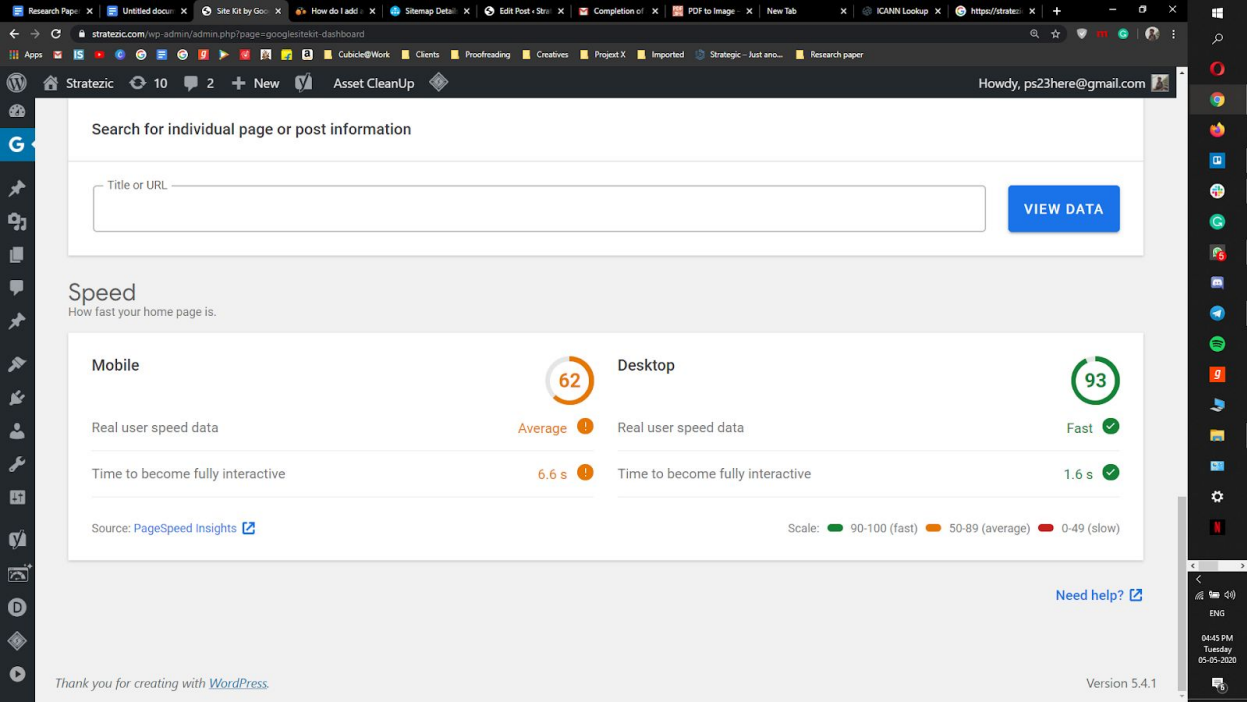 Research Paper
Untitled docum
Site Kit by Goo
How do I add a
Sitemap Detail
Edit Post ‹ Stra
Completion of
PDF to Image -
New Tab
ICANN Lookup
https://stratezi
stratezic.com/wp-admin/admin.php?page=googlesitekit-dashboard
Apps
Cubicle@Work
Clients
Proofreading
Creatives
Projext X
Imported
Strategic – Just ano...
Research paper
Stratezic
10
2
New
Asset CleanUp
Howdy, ps23here@gmail.com
Search for individual page or post information
Title or URL
VIEW DATA
Speed
How fast your home page is.
Mobile
62
Desktop
93
Real user speed data
Average
Real user speed data
Fast
Time to become fully interactive
6.6 s
Time to become fully interactive
1.6 s
Source: PageSpeed Insights
Scale: 90-100 (fast) 50-89 (average) 0-49 (slow)
Need help?
Thank you for creating with WordPress.
Version 5.4.1
ENG
04:45 PM
Tuesday
05-05-2020